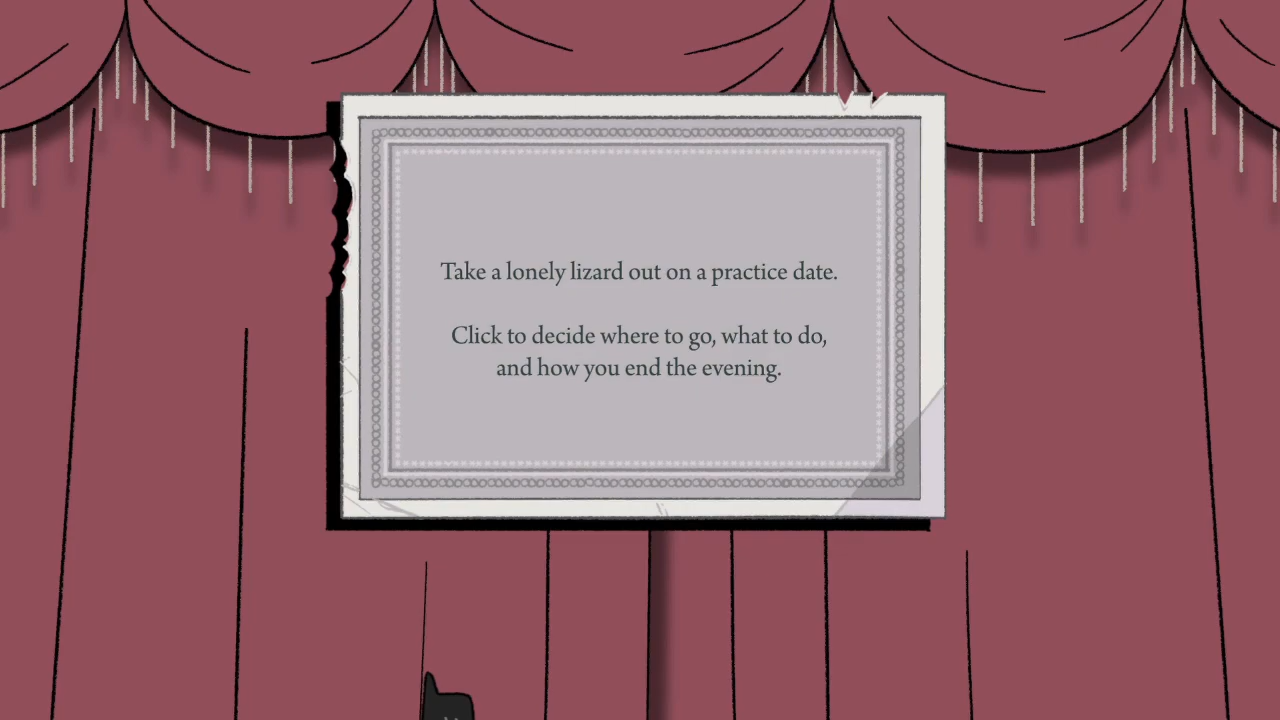 Take a lonely lizard out on a practice date.
Click to decide where to go, what to do,
and how you end the evening.